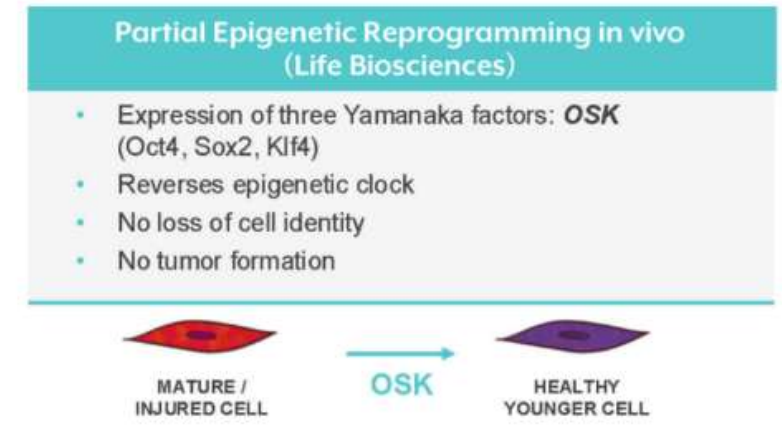 Partial Epigenetic Reprogramming in vivo
(Life Biosciences)
• Expression of three Yamanaka factors: OSK
(Oct4, Sox2, Klf4)
• Reverses epigenetic clock
• No loss of cell identity
• No tumor formation
MATURE /
INJURED CELL
OSK
HEALTHY
YOUNGER CELL